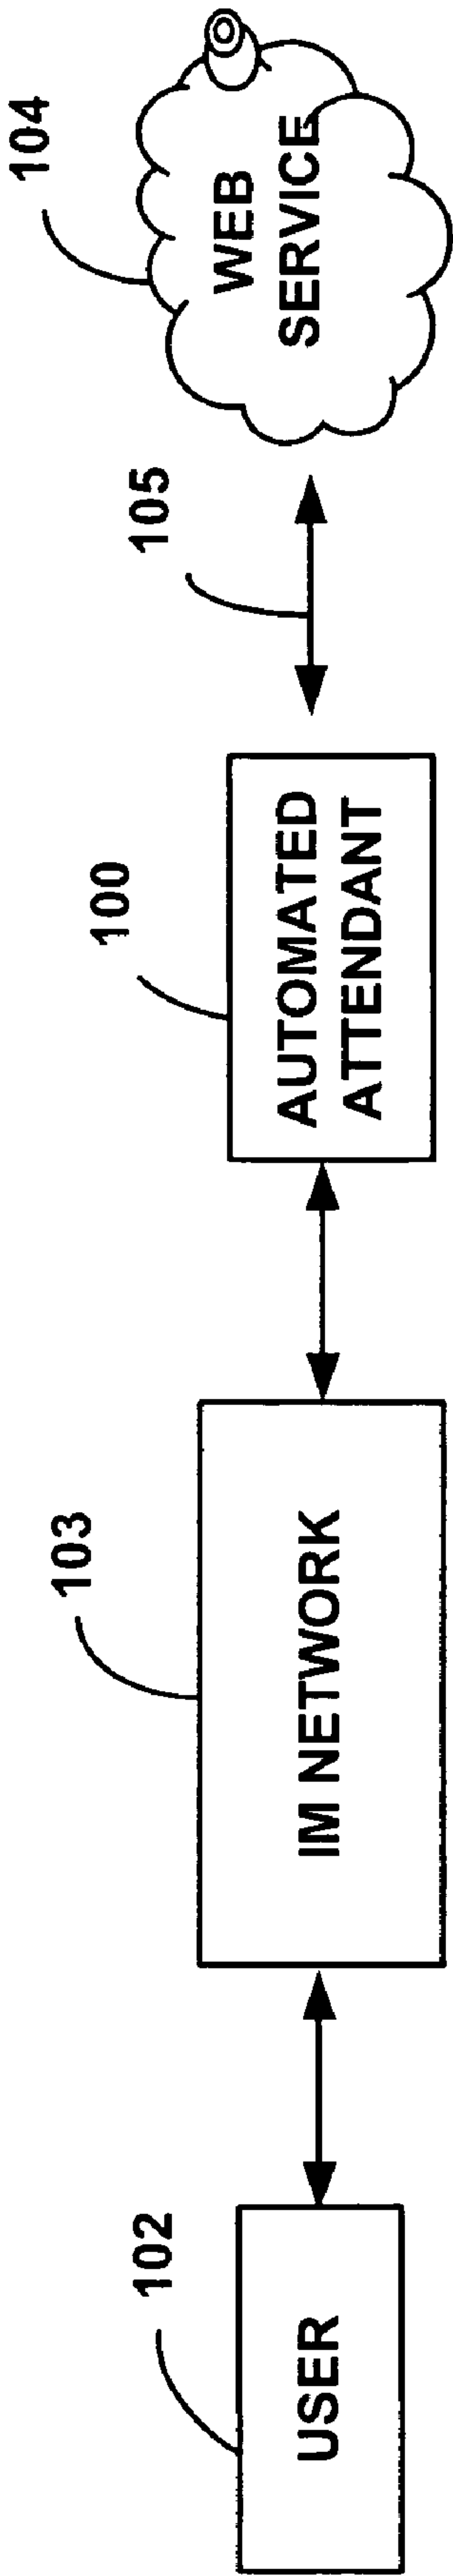 102
USER
103
IM NETWORK
100
AUTOMATED
ATTENDANT
105
104
WEB
SERVICE